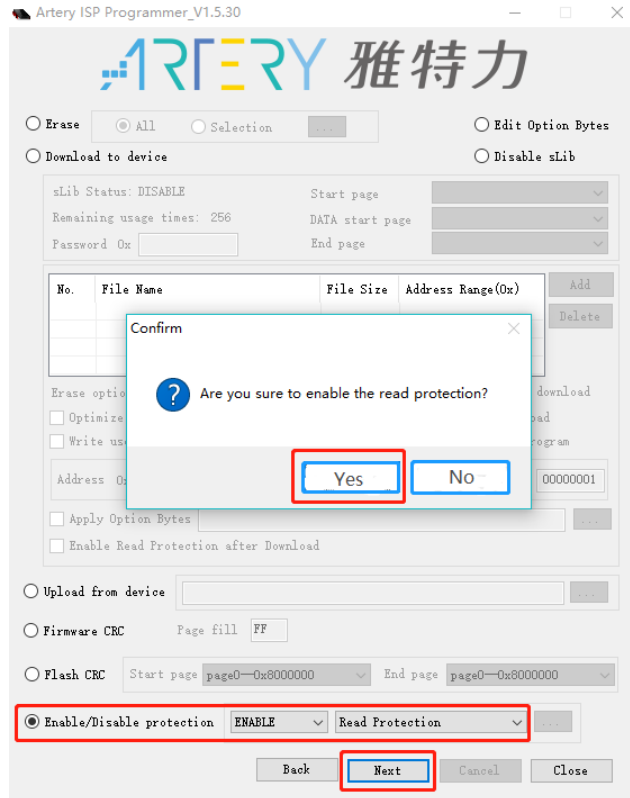 Artery ISP Programmer_V1.5.30
ARTERY 雅特力
Erase All Selection ... Edit Option Bytes
Download to device Disable sLib
sLib Status: DISABLE Start page
Remaining usage times: 256 DATA start page
Password 0x End page
No. File Name File Size Address Range(0x) Add
Delete
Confirm
Are you sure to enable the read protection?
Yes No
Erase optio download
Optimize ad
Write us rogram
Address 0 00000001
Apply Option Bytes ...
Enable Read Protection after Download
Upload from device ...
Firmware CRC Page fill FF
Flash CRC Start page page0—0x8000000 End page page0—0x8000000
Enable/Disable protection ENABLE Read Protection ...
Back Next Cancel Close